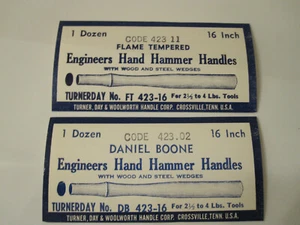 1 Dozen CODE 423 11 16 Inch
FLAME TEMPERED
Engineers Hand Hammer Handles
WITH WOOD AND STEEL WEDGES
TURNERDAY No. FT 423-16 For 2½ to 4 Lbs. Tools
TURNER, DAY & WOOLWORTH HANDLE CORP. CROSSVILLE, TENN. U.S.A.
1 Dozen CODE 423.02 16 Inch
DANIEL BOONE
Engineers Hand Hammer Handles
WITH WOOD AND STEEL WEDGES
TURNERDAY No. DB 423-16 For 2½ to 4 Lbs. Tools
TURNER, DAY & WOOLWORTH HANDLE CORP. CROSSVILLE, TENN. U.S.A.